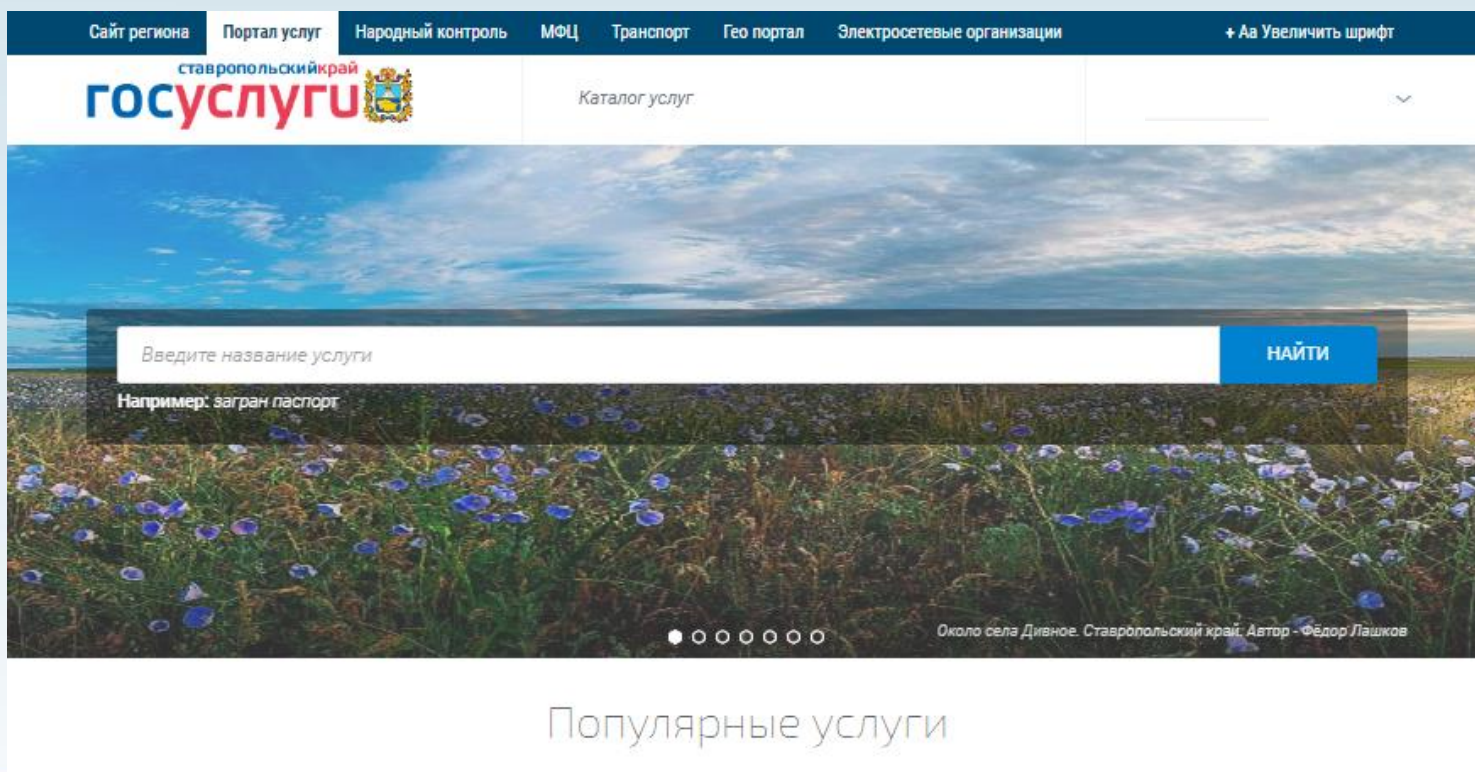 Сайт региона Портал услуг Народный контроль МФЦ Транспорт Гео портал Электросетевые организации + Аа Увеличить шрифт
ставропольскийкрай
госуслуги
Каталог услуг
Введите название услуги НАЙТИ
Например: загран паспорт
Около села Дивное. Ставропольский край. Автор - Фёдор Лашков
Популярные услуги